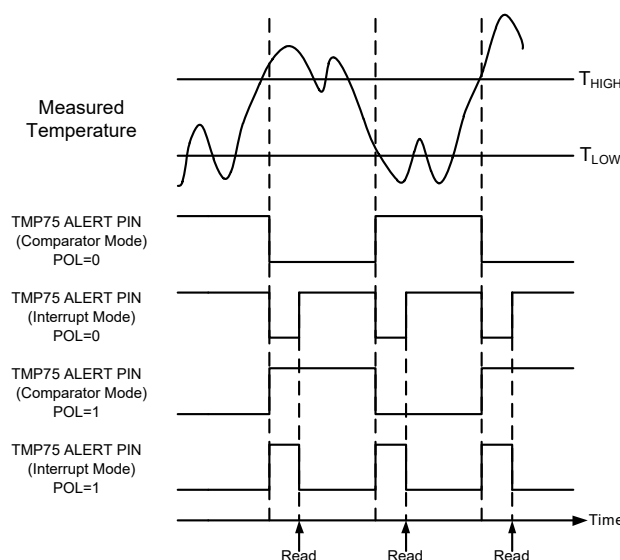 Measured
Temperature
THIGH
TLOW
TMP75 ALERT PIN
(Comparator Mode)
POL=0
TMP75 ALERT PIN
(Interrupt Mode)
POL=0
TMP75 ALERT PIN
(Comparator Mode)
POL=1
TMP75 ALERT PIN
(Interrupt Mode)
POL=1
Time
Read Read Read